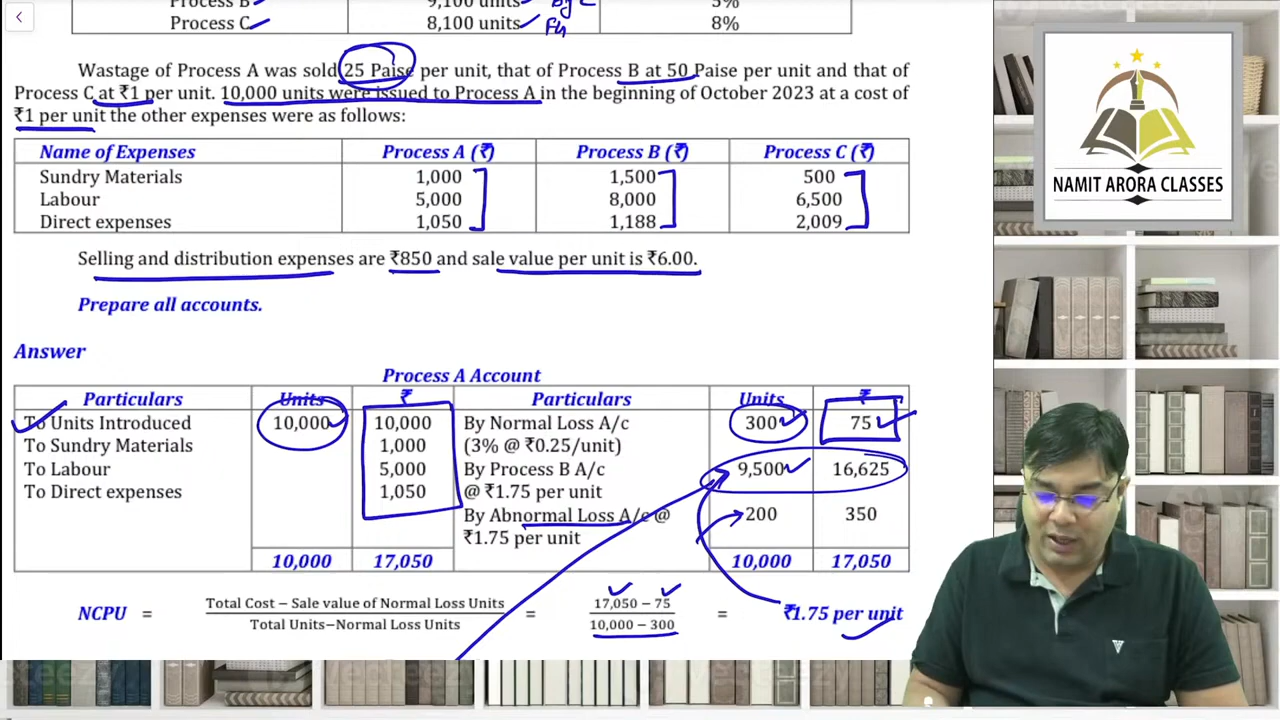 Process B 9,100 units By C 5%
Process C 8,100 units Fg 8%
Wastage of Process A was sold 25 Paise per unit, that of Process B at 50 Paise per unit and that of
Process C at ₹1 per unit. 10,000 units were issued to Process A in the beginning of October 2023 at a cost of
₹1 per unit the other expenses were as follows:
Name of Expenses Process A (₹) Process B (₹) Process C (₹)
Sundry Materials 1,000 1,500 500
Labour 5,000 8,000 6,500
Direct expenses 1,050 1,188 2,009
Selling and distribution expenses are ₹850 and sale value per unit is ₹6.00.
Prepare all accounts.
Answer
Process A Account
Particulars Units ₹ Particulars Units ₹
To Units Introduced 10,000 10,000 By Normal Loss A/c 300 75
To Sundry Materials 1,000 (3% @ ₹0.25/unit)
To Labour 5,000 By Process B A/c 9,500 16,625
To Direct expenses 1,050 @ ₹1.75 per unit
By Abnormal Loss A/c @ 200 350
₹1.75 per unit
10,000 17,050 10,000 17,050
NCPU = Total Cost – Sale value of Normal Loss Units = 17,050 – 75 = ₹1.75 per unit
Total Units–Normal Loss Units 10,000 – 300
NAMIT ARORA CLASSES